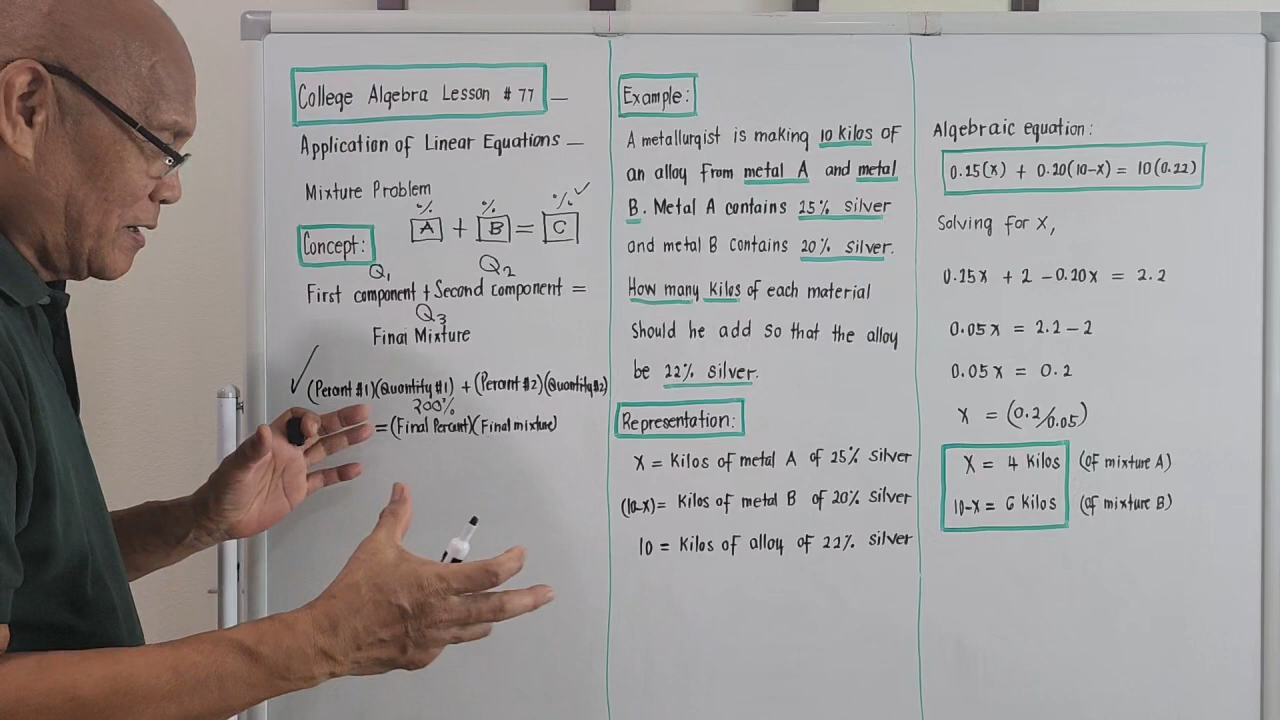 College Algebra Lesson # 77
Application of Linear Equations
Mixture Problem
% % %
A + B = C
Concept:
Q1 Q2
First component + Second component =
Q3
Final Mixture
(Percent #1)(Quantity #1) + (Percent #2)(Quantity #2)
200%
= (Final Percent)(Final mixture)
Example:
A metallurgist is making 10 kilos of
an alloy from metal A and metal
B. Metal A contains 25% silver
and metal B contains 20% silver.
How many kilos of each material
should he add so that the alloy
be 22% silver.
Representation:
X = Kilos of metal A of 25% silver
(10-X) = Kilos of metal B of 20% silver
10 = Kilos of alloy of 22% silver
Algebraic equation:
0.25(X) + 0.20(10-X) = 10(0.22)
Solving for X,
0.25X + 2 - 0.20X = 2.2
0.05X = 2.2 - 2
0.05X = 0.2
X = (0.2/0.05)
X = 4 Kilos (of mixture A)
10-X = 6 Kilos (of mixture B)